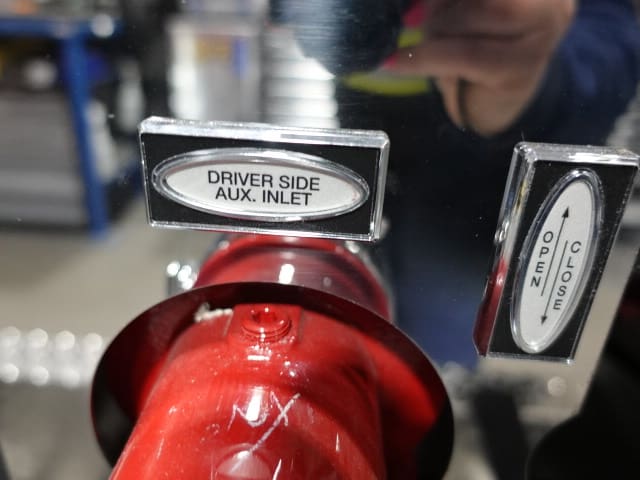 DRIVER SIDE
AUX. INLET
OPEN
CLOSE